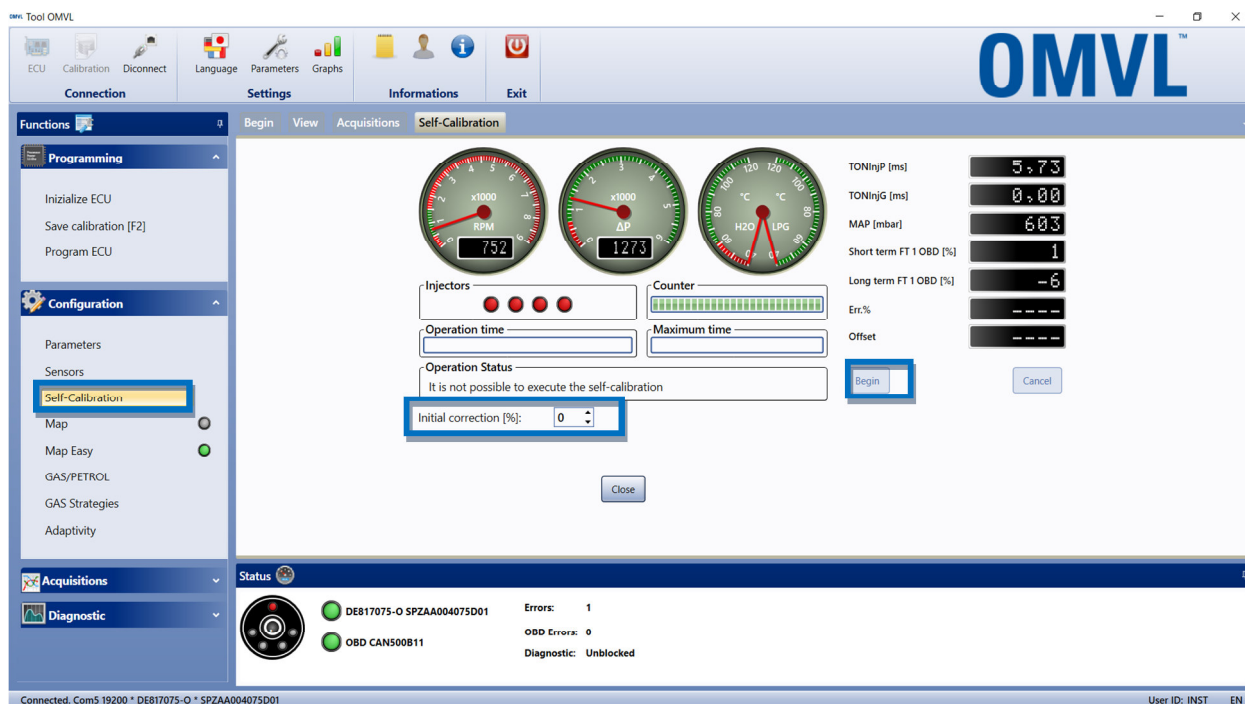 OMVL Tool OMVL
ECU Calibration Diconnect Language Parameters Graphs
Connection Settings Informations Exit
OMVL™
Functions
Begin View Acquisitions Self-Calibration
Programming
Inizialize ECU
Save calibration [F2]
Program ECU
Configuration
Parameters
Sensors
Self-Calibration
Map
Map Easy
GAS/PETROL
GAS Strategies
Adaptivity
Acquisitions
Diagnostic
x1000
RPM
752
x1000
ΔP
1273
°C °C
H2O LPG
TONInjP [ms] 5,73
TONInjG [ms] 0,00
MAP [mbar] 603
Short term FT 1 OBD [%] 1
Long term FT 1 OBD [%] -6
Err.% ----
Offset ----
Injectors Counter
Operation time Maximum time
Operation Status
It is not possible to execute the self-calibration
Begin Cancel
Initial correction [%]: 0
Close
Status
DE817075-O SPZAA004075D01 Errors: 1
OBD CAN500B11 OBD Errors: 0
Diagnostic: Unblocked
Connected. Com5 19200 * DE817075-O * SPZAA004075D01 User ID: INST EN